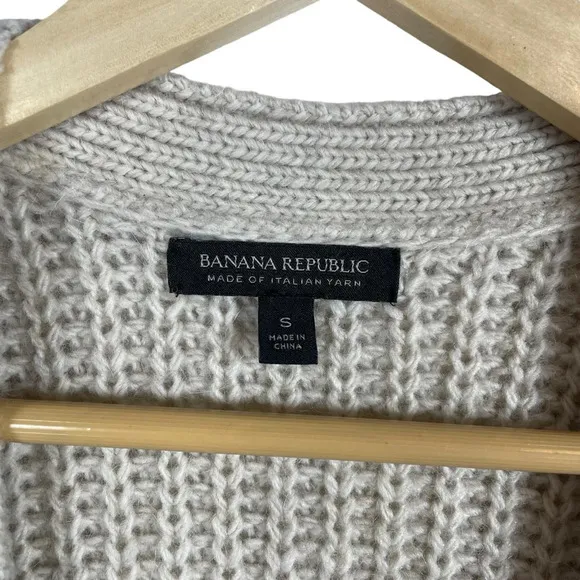 BANANA REPUBLIC
MADE OF ITALIAN YARN
S
MADE IN
CHINA